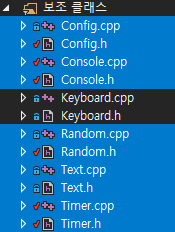 보조 클래스
Config.cpp
Config.h
Console.cpp
Console.h
Keyboard.cpp
Keyboard.h
Random.cpp
Random.h
Text.cpp
Text.h
Timer.cpp
Timer.h